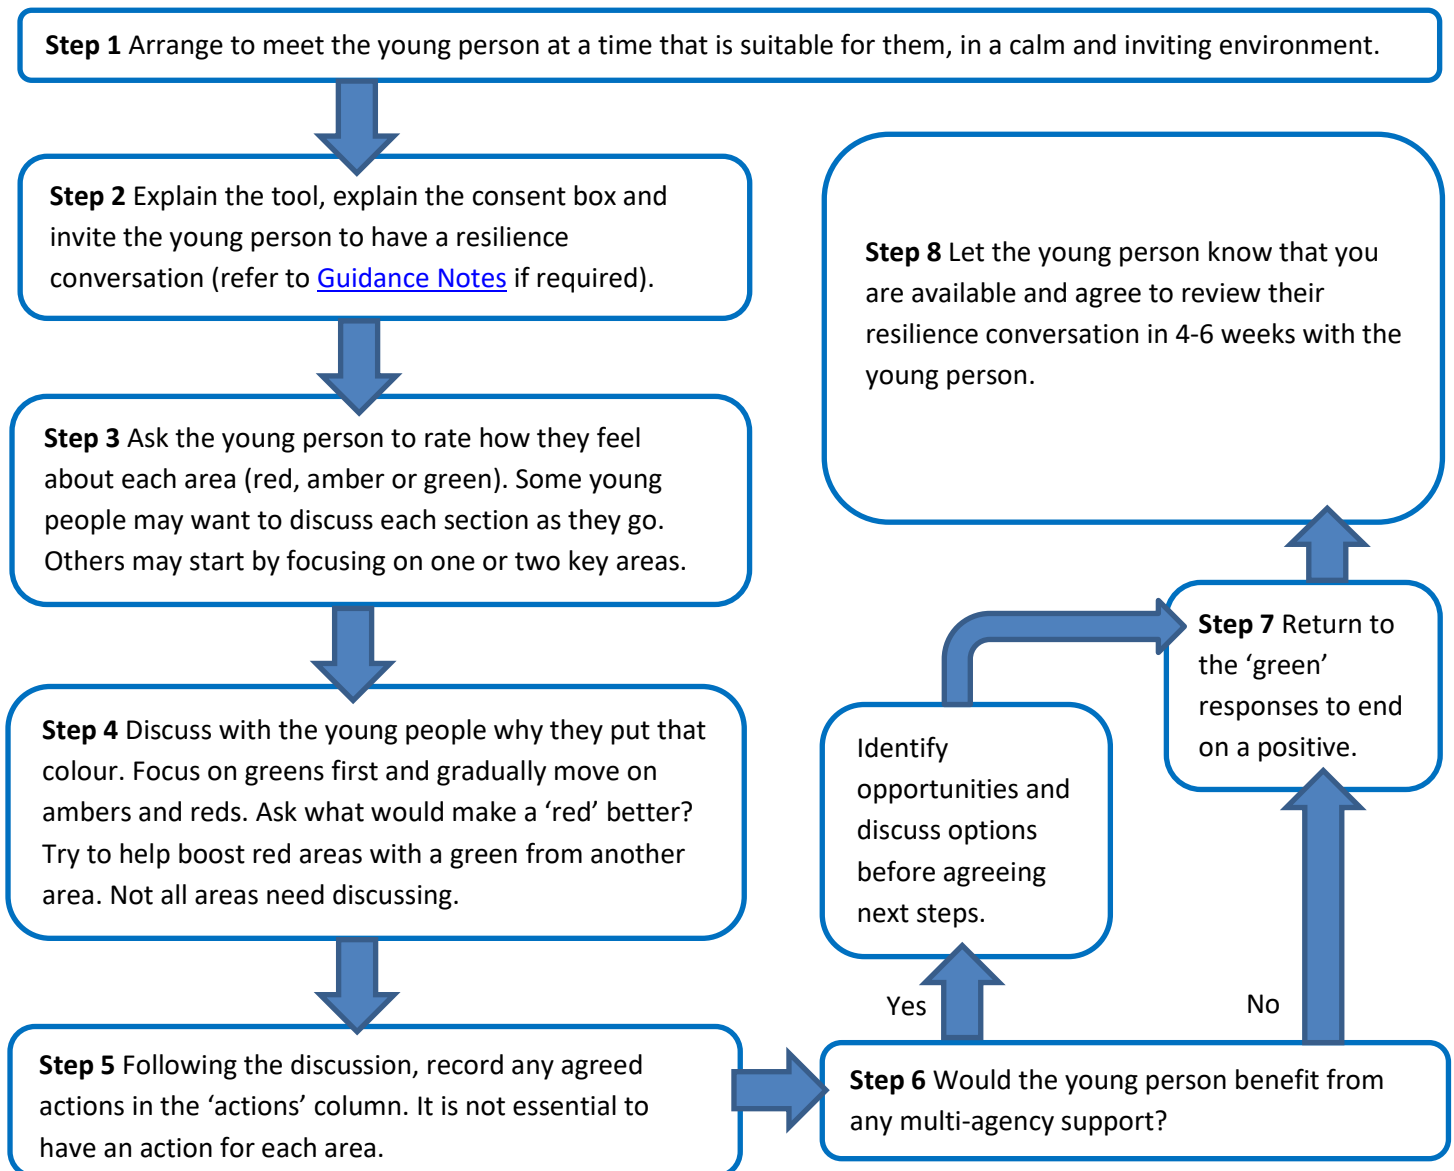 Step 1 Arrange to meet the young person at a time that is suitable for them, in a calm and inviting environment.
Step 2 Explain the tool, explain the consent box and
invite the young person to have a resilience
conversation (refer to Guidance Notes if required).
Step 3 Ask the young person to rate how they feel
about each area (red, amber or green). Some young
people may want to discuss each section as they go.
Others may start by focusing on one or two key areas.
Step 4 Discuss with the young people why they put that
colour. Focus on greens first and gradually move on
ambers and reds. Ask what would make a ‘red’ better?
Try to help boost red areas with a green from another
area. Not all areas need discussing.
Step 5 Following the discussion, record any agreed
actions in the ‘actions’ column. It is not essential to
have an action for each area.
Step 6 Would the young person benefit from
any multi-agency support?
Yes
No
Identify
opportunities and
discuss options
before agreeing
next steps.
Step 7 Return to
the ‘green’
responses to end
on a positive.
Step 8 Let the young person know that you
are available and agree to review their
resilience conversation in 4-6 weeks with the
young person.